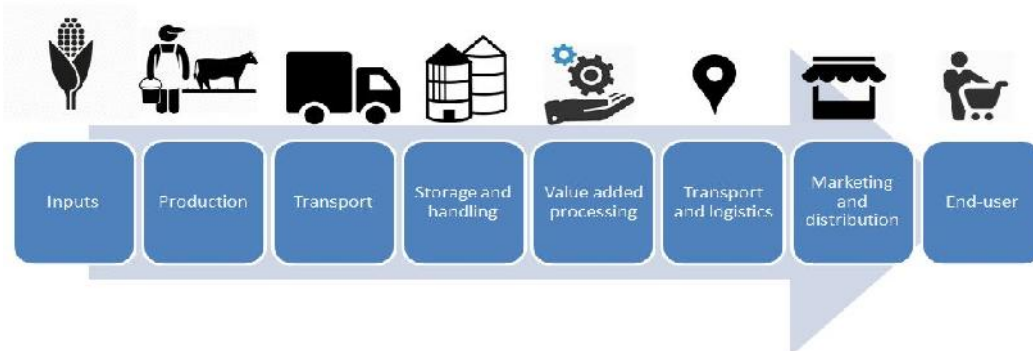 Inputs
Production
Transport
Storage and
handling
Value added
processing
Transport
and logistics
Marketing
and
distribution
End-user